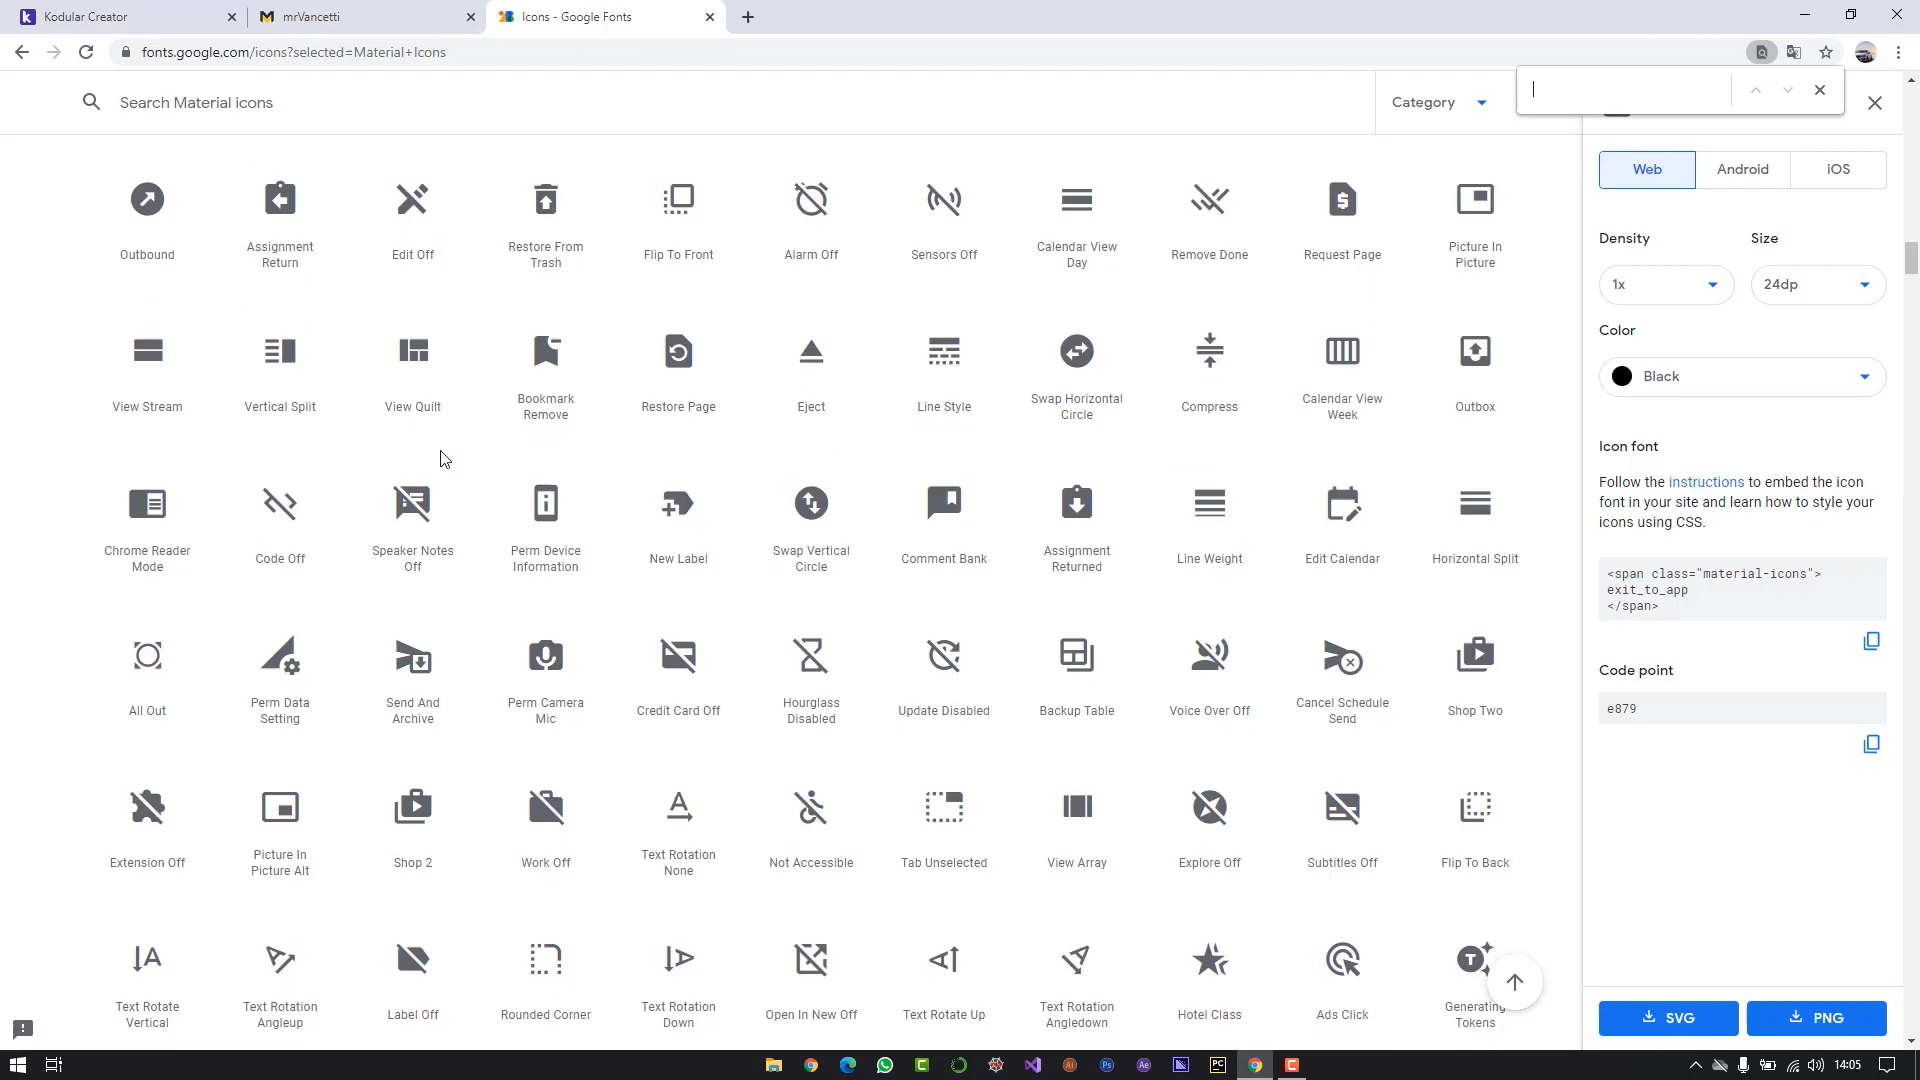 Kodular Creator
mrVancetti
Icons - Google Fonts
fonts.google.com/icons?selected=Material+Icons
Search Material icons
Category
Web
Android
iOS
Outbound
Assignment
Return
Edit Off
Restore From
Trash
Flip To Front
Alarm Off
Sensors Off
Calendar View
Day
Remove Done
Request Page
Picture In
Picture
Density
Size
1x
24dp
Color
Black
View Stream
Vertical Split
View Quilt
Bookmark
Remove
Restore Page
Eject
Line Style
Swap Horizontal
Circle
Compress
Calendar View
Week
Outbox
Icon font
Follow the instructions to embed the icon
font in your site and learn how to style your
icons using CSS.
Chrome Reader
Mode
Code Off
Speaker Notes
Off
Perm Device
Information
New Label
Swap Vertical
Circle
Comment Bank
Assignment
Returned
Line Weight
Edit Calendar
Horizontal Split
<span class="material-icons">
exit_to_app
</span>
Code point
e879
All Out
Perm Data
Setting
Send And
Archive
Perm Camera
Mic
Credit Card Off
Hourglass
Disabled
Update Disabled
Backup Table
Voice Over Off
Cancel Schedule
Send
Shop Two
Extension Off
Picture In
Picture Alt
Shop 2
Work Off
Text Rotation
None
Not Accessible
Tab Unselected
View Array
Explore Off
Subtitles Off
Flip To Back
Text Rotate
Vertical
Text Rotation
Angleup
Label Off
Rounded Corner
Text Rotation
Down
Open In New Off
Text Rotate Up
Text Rotation
Angledown
Hotel Class
Ads Click
Generating
Tokens
SVG
PNG
14:05